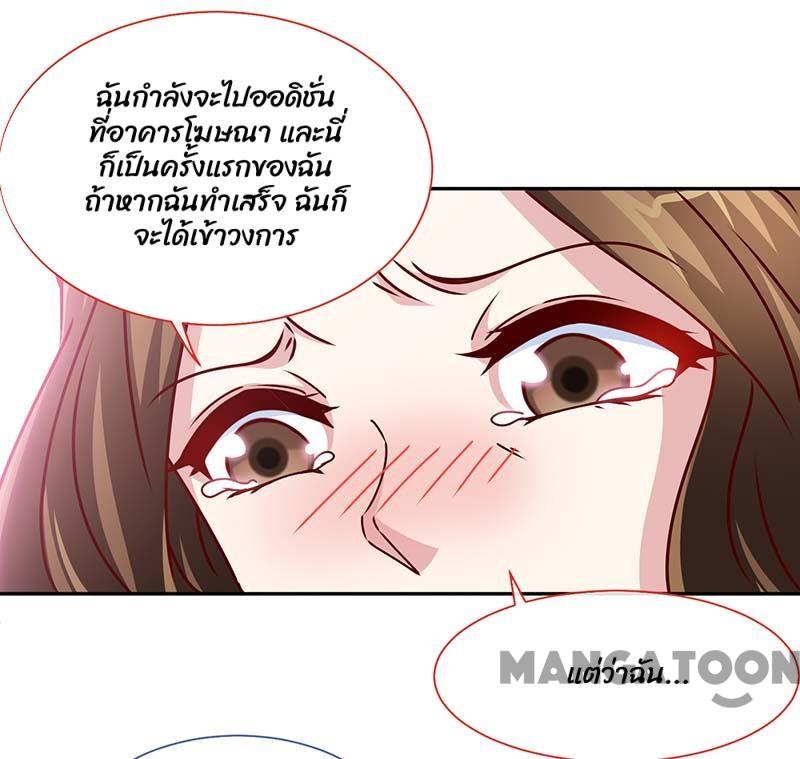 ฉันกำลังจะไปออดิชั่น
ที่อาคารโฆษณา และนี่
ก็เป็นครั้งแรกของฉัน
ถ้าหากฉันทำเสร็จ ฉันก็
จะได้เข้าวงการ
MANGATOON
แต่ว่าฉัน...